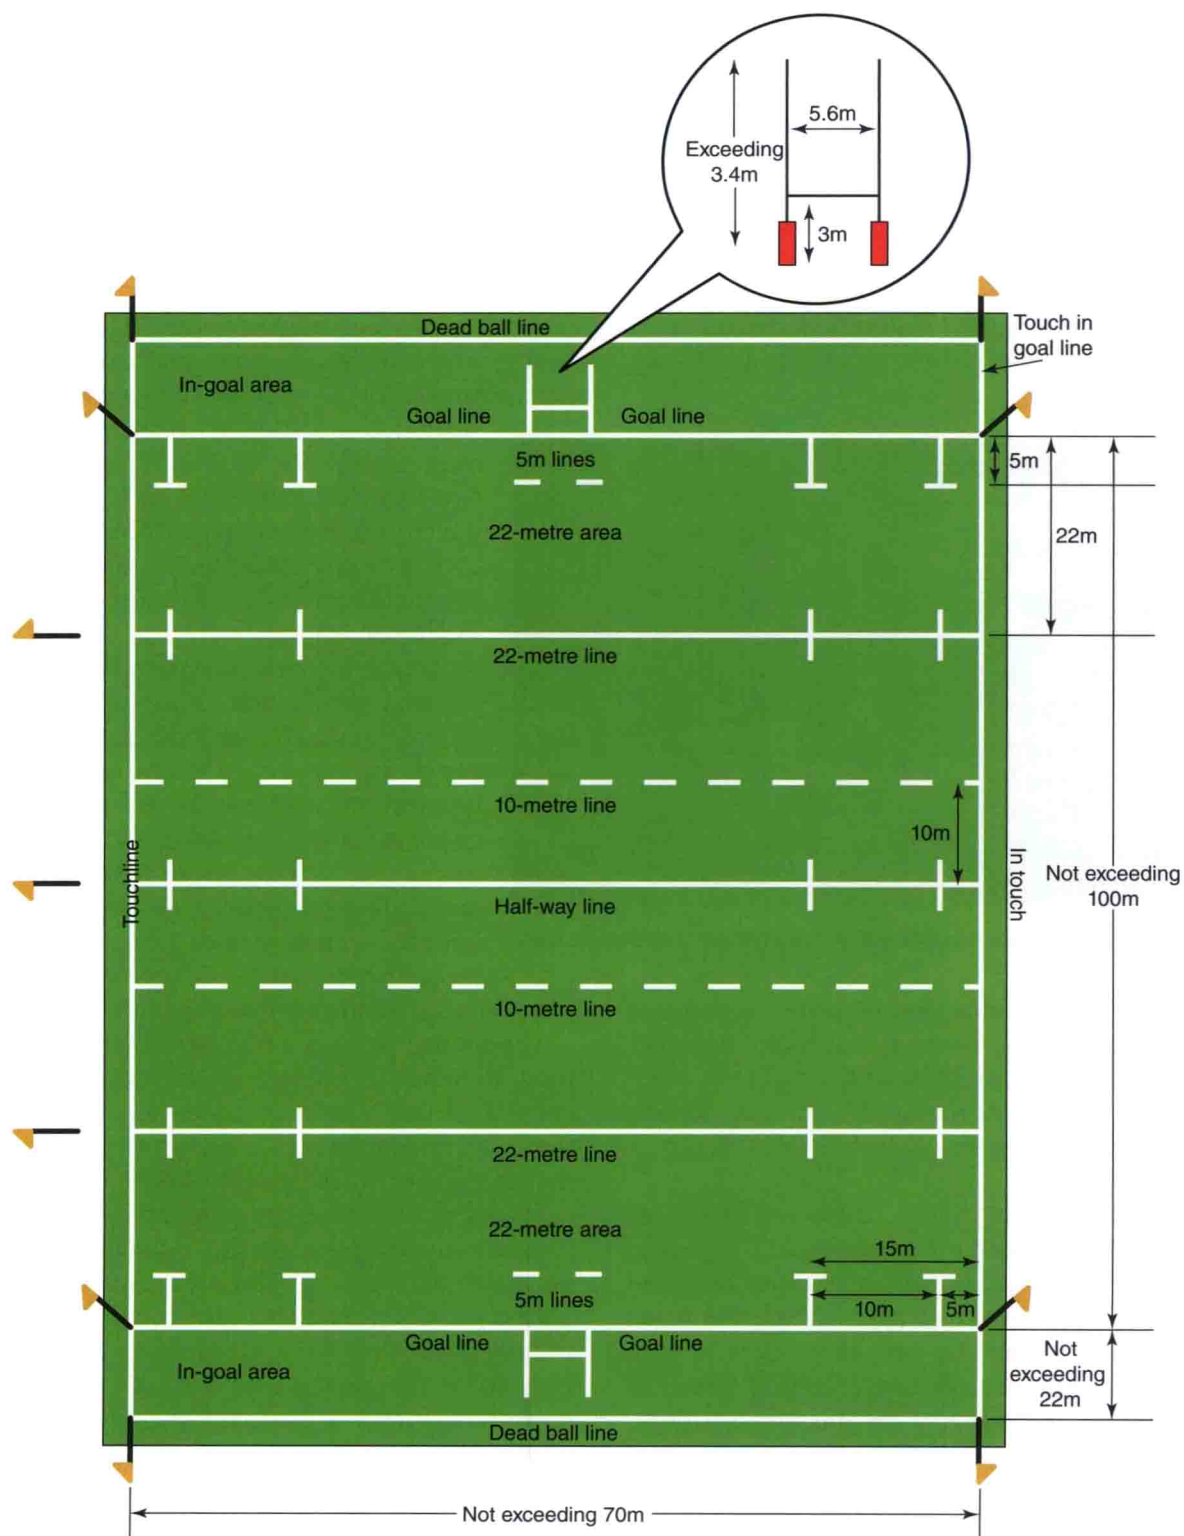 5.6m
Exceeding
3.4m
3m
Dead ball line
Touch in
goal line
In-goal area
Goal line
Goal line
5m lines
5m
22-metre area
22m
22-metre line
10-metre line
10m
Touchline
In touch
Not exceeding
100m
Half-way line
10-metre line
22-metre line
22-metre area
15m
5m lines
10m
5m
Goal line
Goal line
Not
exceeding
22m
In-goal area
Dead ball line
Not exceeding 70m